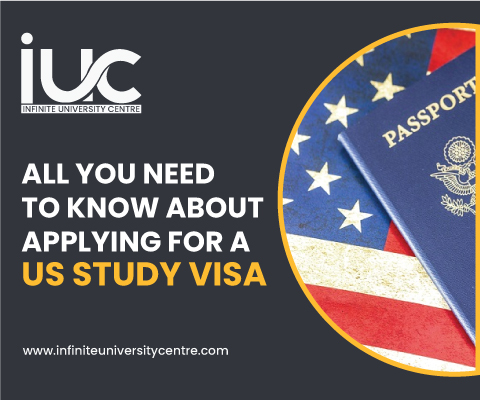 iuc
INFINITE UNIVERSITY CENTRE
PASSPORT
ALL YOU NEED
TO KNOW ABOUT
APPLYING FOR A
US STUDY VISA
www.infiniteuniversitycentre.com